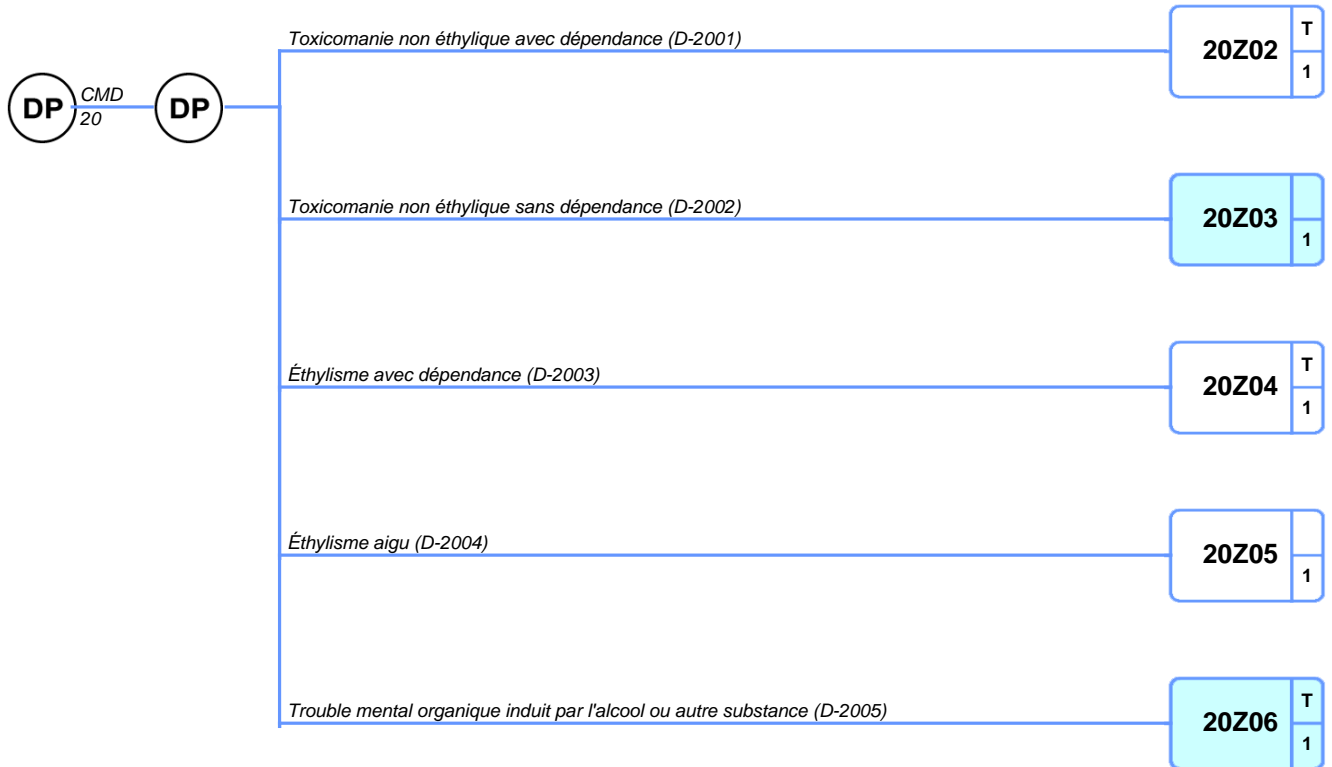 Toxicomanie non éthylique avec dépendance (D-2001)
20Z02
T
1
DP
CMD
20
DP
Toxicomanie non éthylique sans dépendance (D-2002)
20Z03
1
Éthylisme avec dépendance (D-2003)
20Z04
T
1
Éthylisme aigu (D-2004)
20Z05
1
Trouble mental organique induit par l'alcool ou autre substance (D-2005)
20Z06
T
1